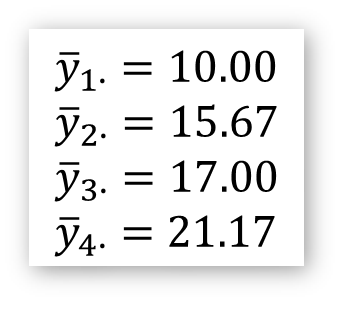 ȳ₁. = 10.00
ȳ₂. = 15.67
ȳ₃. = 17.00
ȳ₄. = 21.17